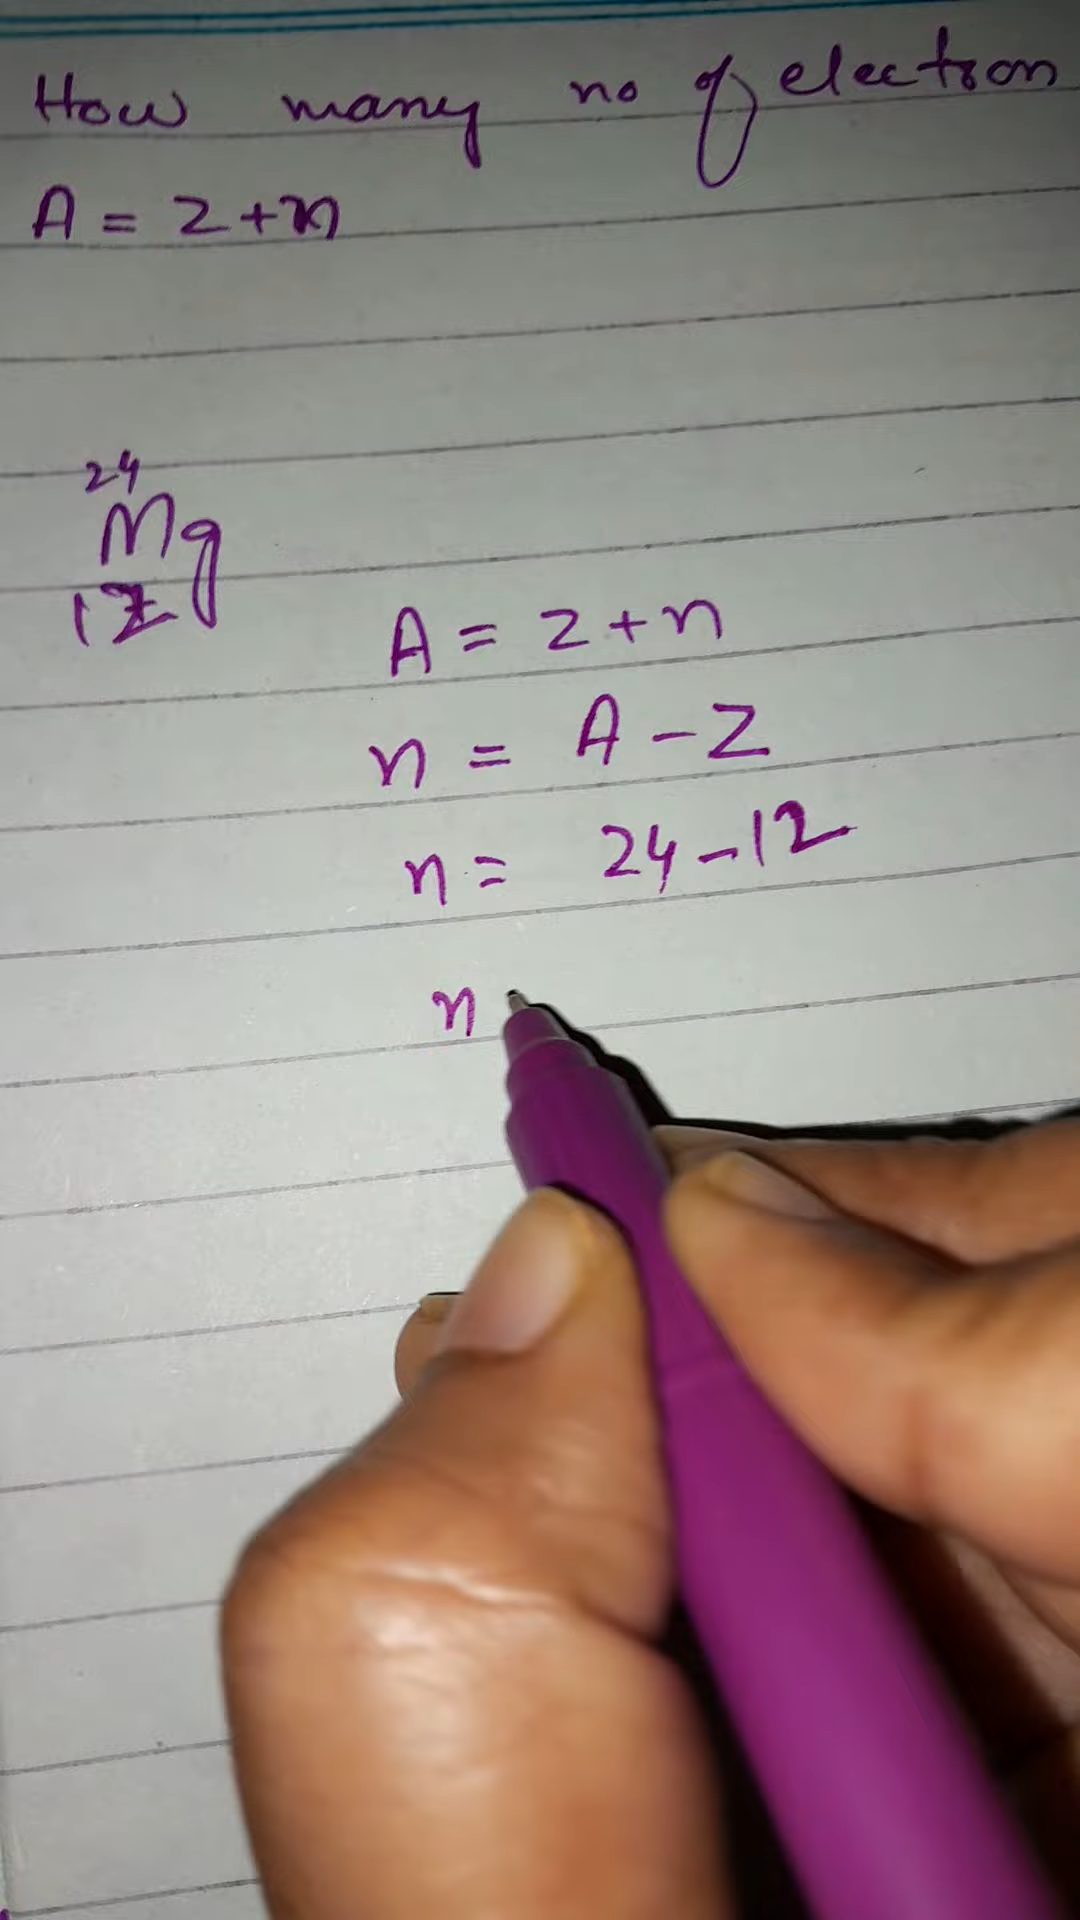 How many no of electron
A = Z + n
24
Mg
12
A = Z + n
n = A - Z
n = 24 - 12
n